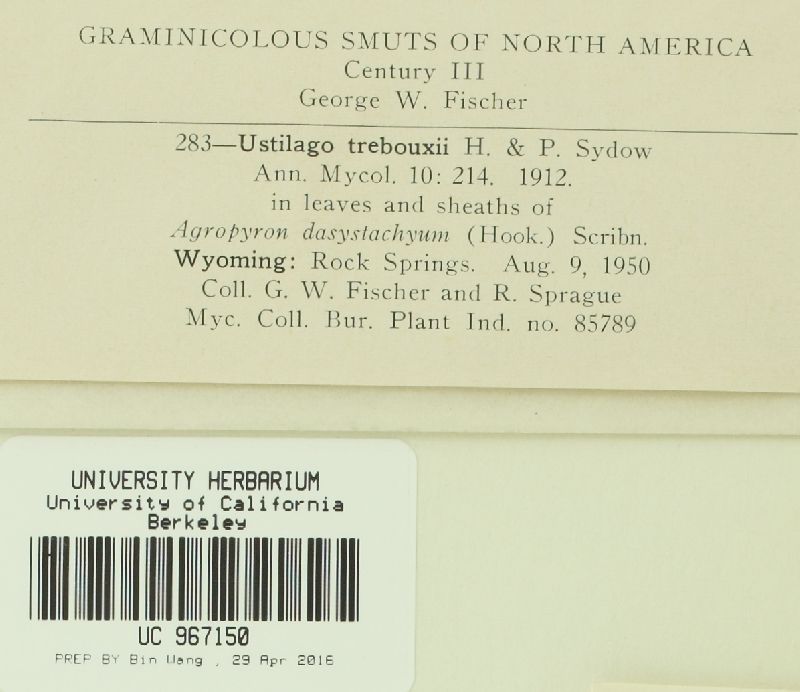 GRAMINICOLOUS SMUTS OF NORTH AMERICA
Century III
George W. Fischer
283—Ustilago trebouxii H. & P. Sydow
Ann. Mycol. 10: 214. 1912.
in leaves and sheaths of
Agropyron dasystachyum (Hook.) Scribn.
Wyoming: Rock Springs. Aug. 9, 1950
Coll. G. W. Fischer and R. Sprague
Myc. Coll. Bur. Plant Ind. no. 85789
UNIVERSITY HERBARIUM
University of California
Berkeley
UC 967150
PREP BY Bin Wang , 29 Apr 2016